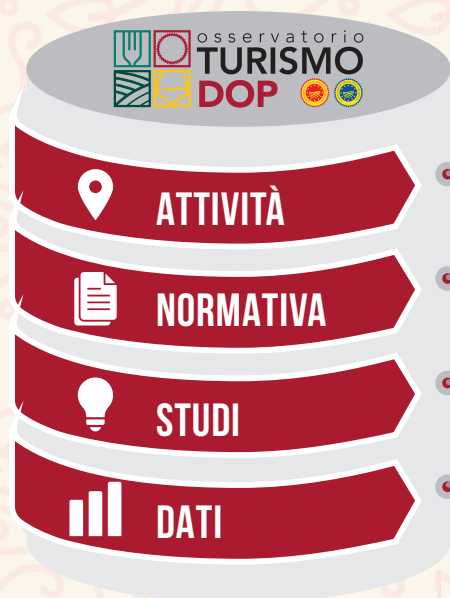 osservatorio
TURISMO
DOP
ATTIVITÀ
NORMATIVA
STUDI
DATI